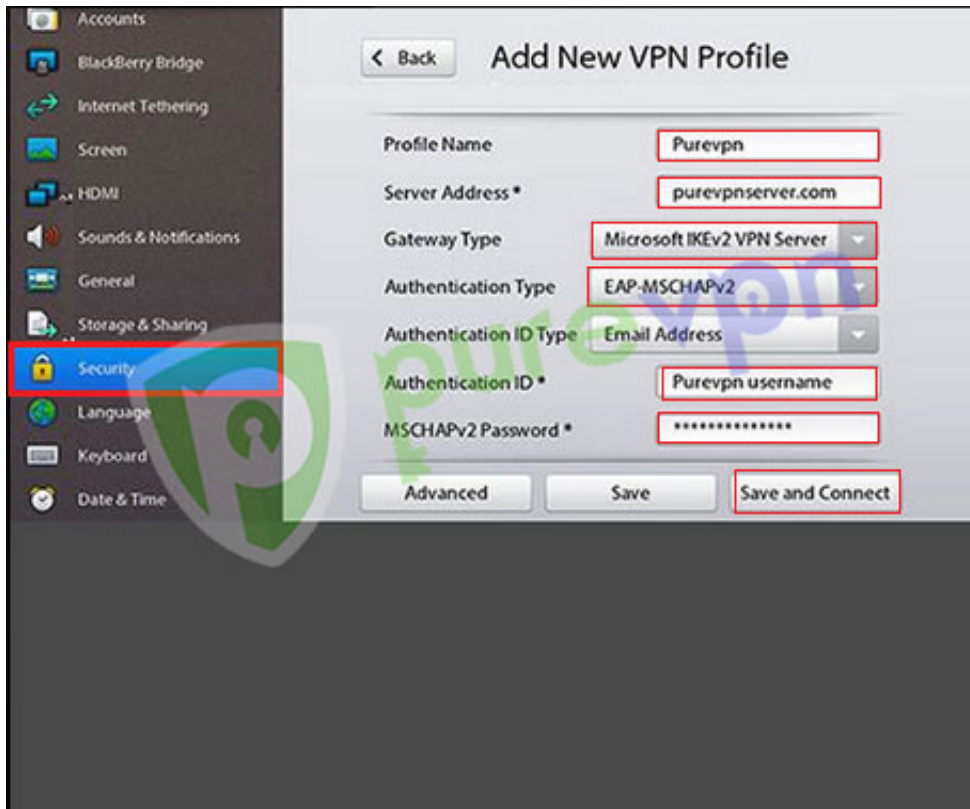 Accounts
BlackBerry Bridge
Internet Tethering
Screen
HDMI
Sounds & Notifications
General
Storage & Sharing
Security
Language
Keyboard
Date & Time
Back
Add New VPN Profile
Profile Name Purevpn
Server Address * purevpnserver.com
Gateway Type Microsoft IKEv2 VPN Server
Authentication Type EAP-MSCHAPv2
Authentication ID Type Email Address
Authentication ID * Purevpn username
MSCHAPv2 Password * **************
Advanced Save Save and Connect
purevpn